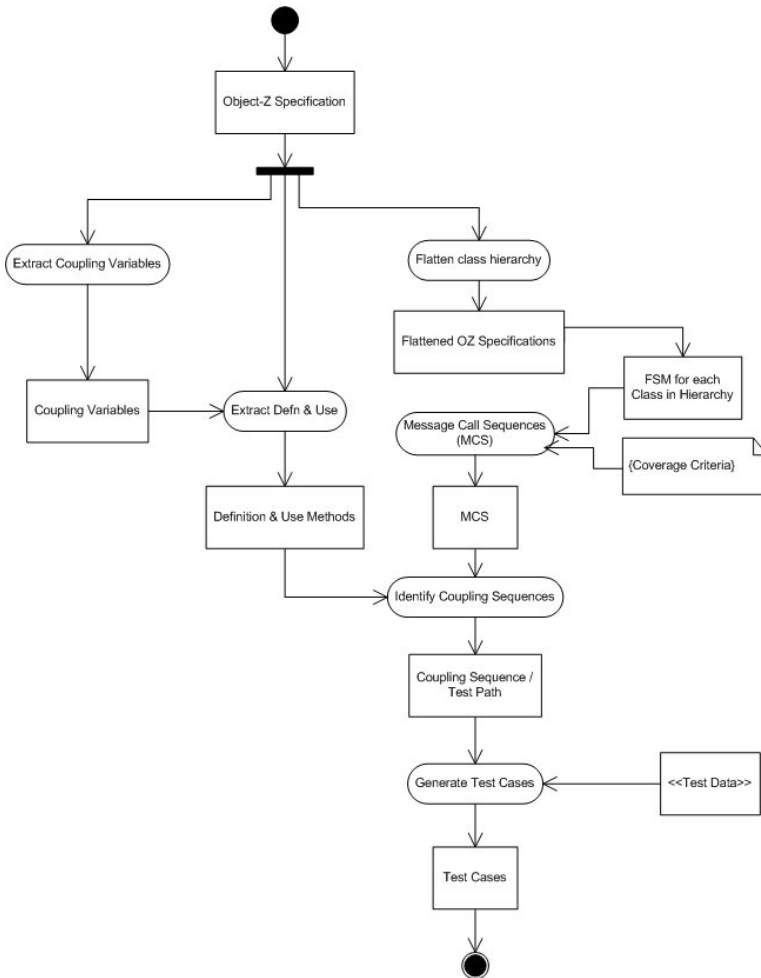 Object-Z Specification
Extract Coupling Variables
Flatten class hierarchy
Flattened OZ Specifications
FSM for each
Class in Hierarchy
Coupling Variables
Extract Defn & Use
Message Call Sequences
(MCS)
{Coverage Criteria}
Definition & Use Methods
MCS
Identify Coupling Sequences
Coupling Sequence /
Test Path
Generate Test Cases
<<Test Data>>
Test Cases